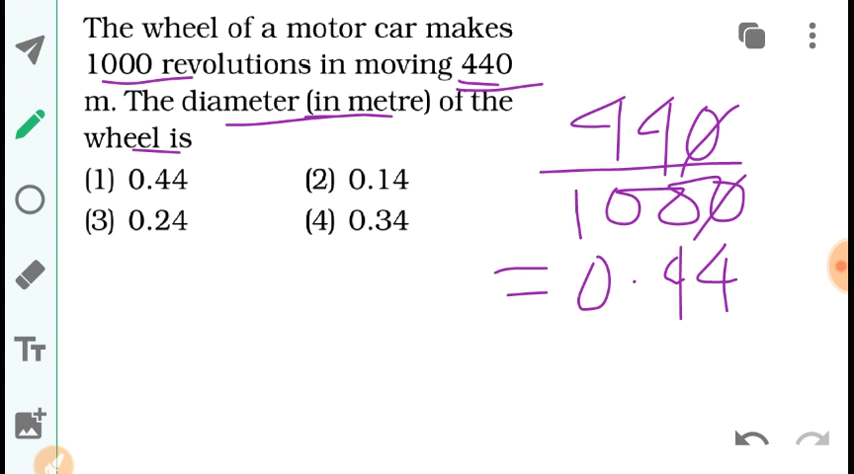 The wheel of a motor car makes
1000 revolutions in moving 440
m. The diameter (in metre) of the
wheel is
(1) 0.44 (2) 0.14
(3) 0.24 (4) 0.34
440
1000
= 0.44
TT